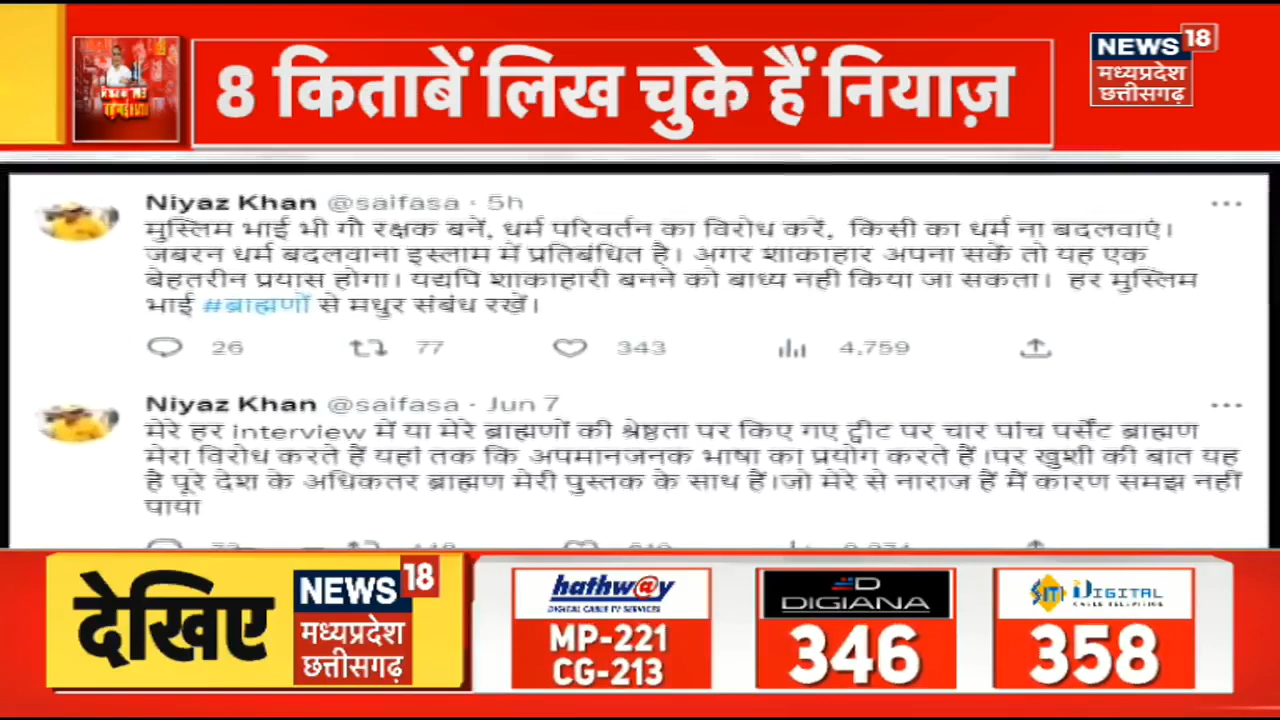 8 किताबें लिख चुके हैं नियाज़
NEWS 18
मध्यप्रदेश
छत्तीसगढ़
Niyaz Khan @saifasa · 5h
मुस्लिम भाई भी गौ रक्षक बनें, धर्म परिवर्तन का विरोध करें, किसी का धर्म ना बदलवाएं।
जबरन धर्म बदलवाना इस्लाम में प्रतिबंधित है। अगर शाकाहार अपना सकें तो यह एक
बेहतरीन प्रयास होगा। यद्यपि शाकाहारी बनने को बाध्य नही किया जा सकता। हर मुस्लिम
भाई #ब्राह्मणों से मधुर संबंध रखें।
26 77 343 4,759
Niyaz Khan @saifasa · Jun 7
मेरे हर interview में या मेरे ब्राह्मणों की श्रेष्ठता पर किए गए ट्वीट पर चार पांच पर्सेंट ब्राह्मण
मेरा विरोध करते हैं यहां तक कि अपमानजनक भाषा का प्रयोग करते हैं।पर खुशी की बात यह
है पूरे देश के अधिकतर ब्राह्मण मेरी पुस्तक के साथ हैं।जो मेरे से नाराज हैं मैं कारण समझ नहीं
पाया
देखिए
NEWS 18
मध्यप्रदेश
छत्तीसगढ़
hathw@y
DIGITAL CABLE TV SERVICES
MP-221
CG-213
DIGIANA
346
SITI DIGITAL
358